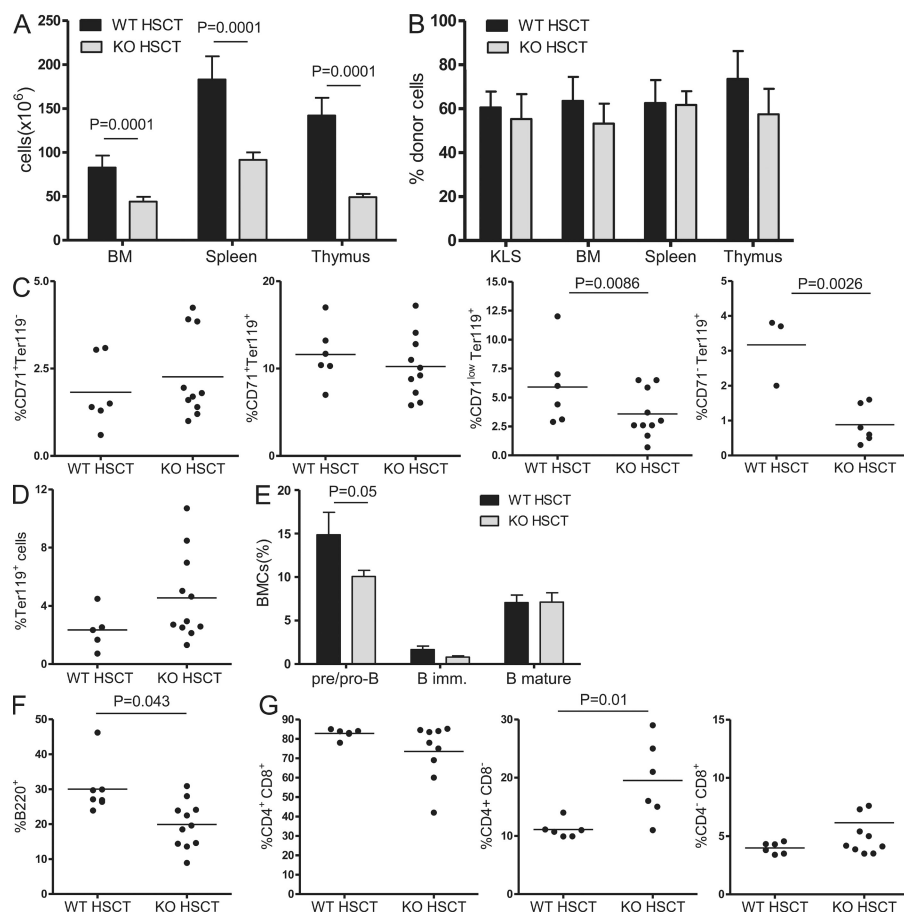 A
WT HSCT
KO HSCT
P=0.0001
P=0.0001
P=0.0001
cells(x10⁶)
250
200
150
100
50
0
BM
Spleen
Thymus
B
WT HSCT
KO HSCT
% donor cells
100
80
60
40
20
0
KLS
BM
Spleen
Thymus
C
%CD71⁺Ter119⁻
5.0
2.5
0.0
WT HSCT
KO HSCT
%CD71⁺Ter119⁺
20
10
0
WT HSCT
KO HSCT
P=0.0086
%CD71ˡᵒʷ Ter119⁺
15.0
12.5
10.0
7.5
5.0
2.5
0.0
WT HSCT
KO HSCT
P=0.0026
%CD71⁻ Ter119⁺
5
4
3
2
1
0
WT HSCT
KO HSCT
D
%Ter119⁺ cells
12
8
4
0
WT HSCT
KO HSCT
E
P=0.05
WT HSCT
KO HSCT
BMCs(%)
20
15
10
5
0
pre/pro-B
B imm.
B mature
F
P=0.043
%B220⁺
50
40
30
20
10
0
WT HSCT
KO HSCT
G
%CD4⁺ CD8⁺
90
80
70
60
50
40
30
20
10
0
WT HSCT
KO HSCT
P=0.01
%CD4+ CD8⁻
30
20
10
0
WT HSCT
KO HSCT
%CD4⁻ CD8⁺
15
10
5
0
WT HSCT
KO HSCT